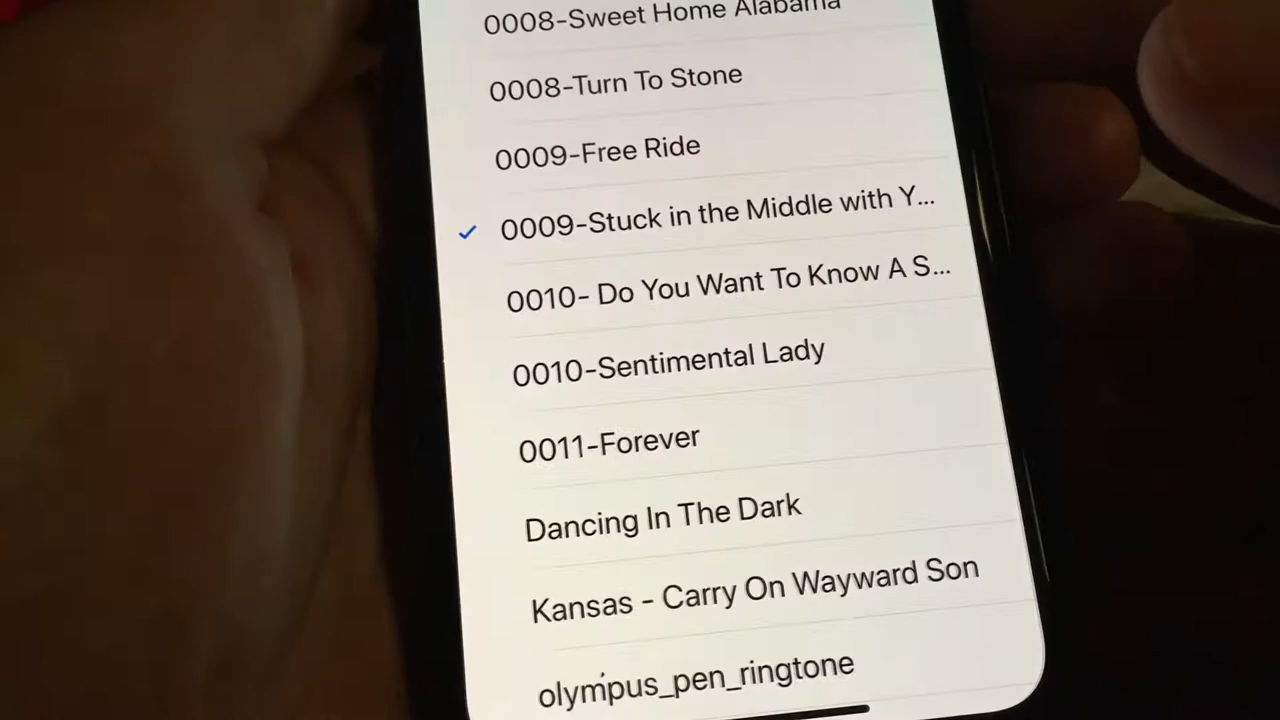 0008-Sweet Home Alabama
0008-Turn To Stone
0009-Free Ride
0009-Stuck in the Middle with Y...
0010- Do You Want To Know A S...
0010-Sentimental Lady
0011-Forever
Dancing In The Dark
Kansas - Carry On Wayward Son
olympus_pen_ringtone